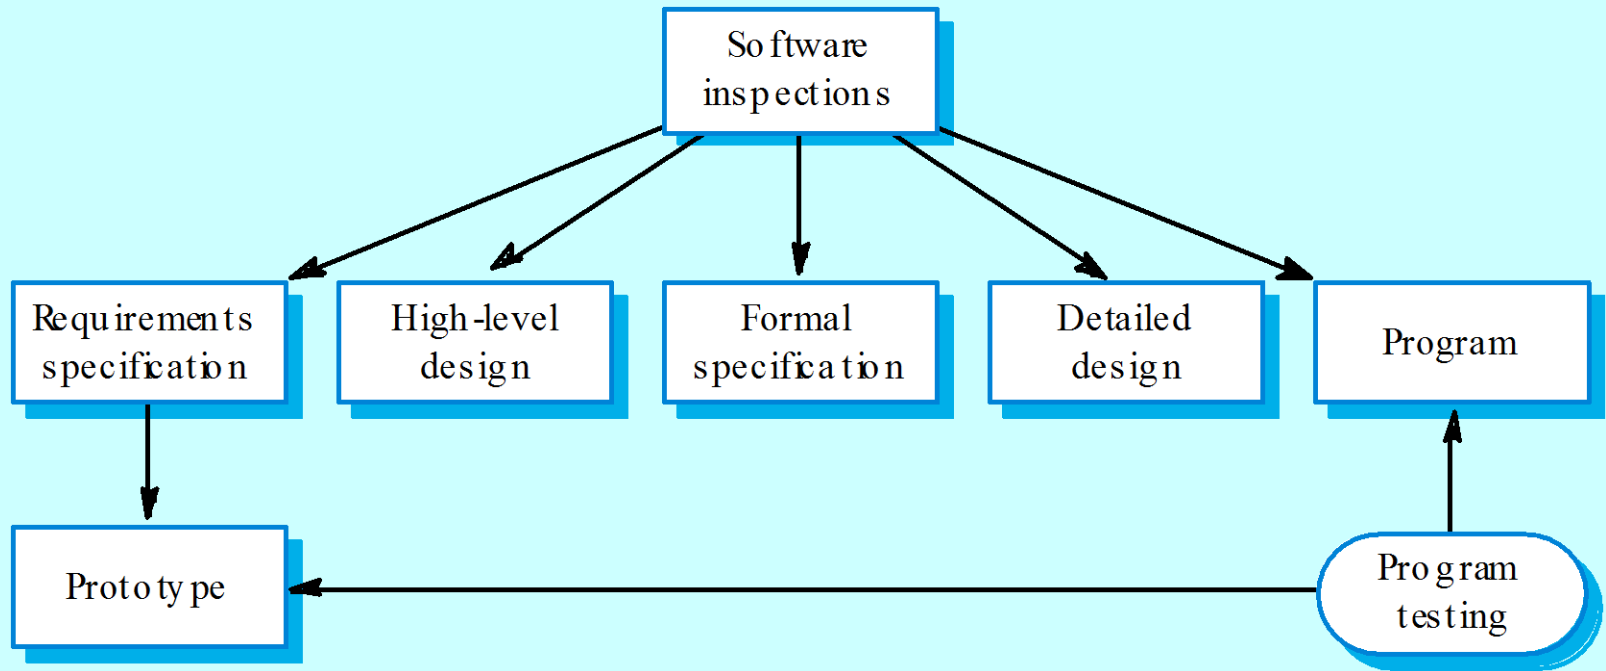 Software
inspections
Requirements
specification
High-level
design
Formal
specification
Detailed
design
Program
Prototype
Program
testing